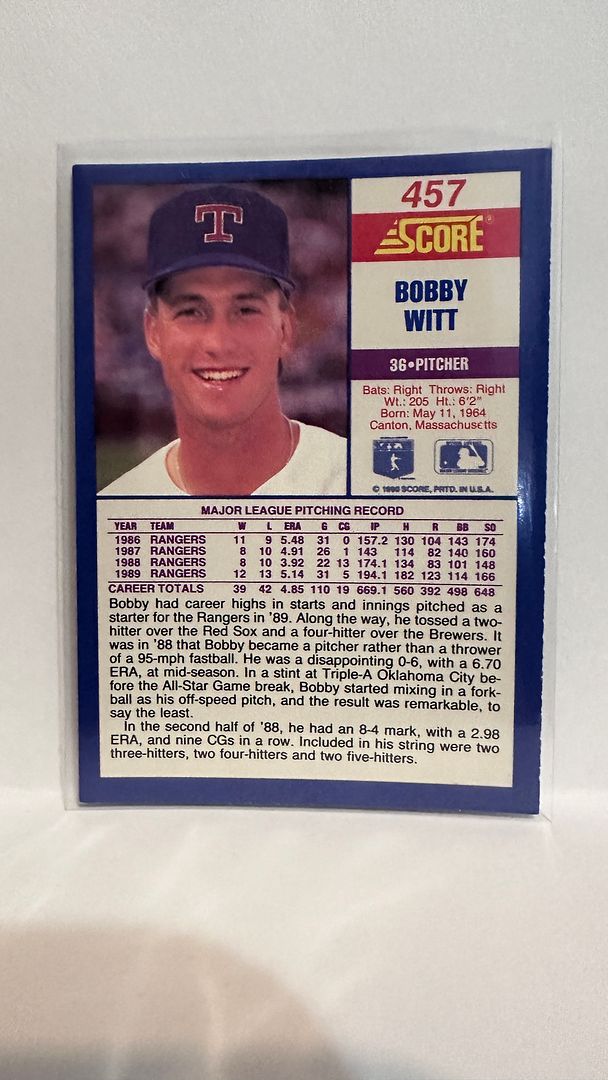 T
457
SCORE®
BOBBY
WITT
36•PITCHER
Bats: Right Throws: Right
Wt.: 205 Ht.: 6'2"
Born: May 11, 1964
Canton, Massachusetts
MAJOR LEAGUE BASEBALL
© 1990 SCORE, PRTD. IN U.S.A.
MAJOR LEAGUE PITCHING RECORD
YEAR TEAM W L ERA G CG IP H R BB SO
1986 RANGERS 11 9 5.48 31 0 157.2 130 104 143 174
1987 RANGERS 8 10 4.91 26 1 143 114 82 140 160
1988 RANGERS 8 10 3.92 22 13 174.1 134 83 101 148
1989 RANGERS 12 13 5.14 31 5 194.1 182 123 114 166
CAREER TOTALS 39 42 4.85 110 19 669.1 560 392 498 648
Bobby had career highs in starts and innings pitched as a
starter for the Rangers in '89. Along the way, he tossed a two-
hitter over the Red Sox and a four-hitter over the Brewers. It
was in '88 that Bobby became a pitcher rather than a thrower
of a 95-mph fastball. He was a disappointing 0-6, with a 6.70
ERA, at mid-season. In a stint at Triple-A Oklahoma City be-
fore the All-Star Game break, Bobby started mixing in a fork-
ball as his off-speed pitch, and the result was remarkable, to
say the least.
In the second half of '88, he had an 8-4 mark, with a 2.98
ERA, and nine CGs in a row. Included in his string were two
three-hitters, two four-hitters and two five-hitters.